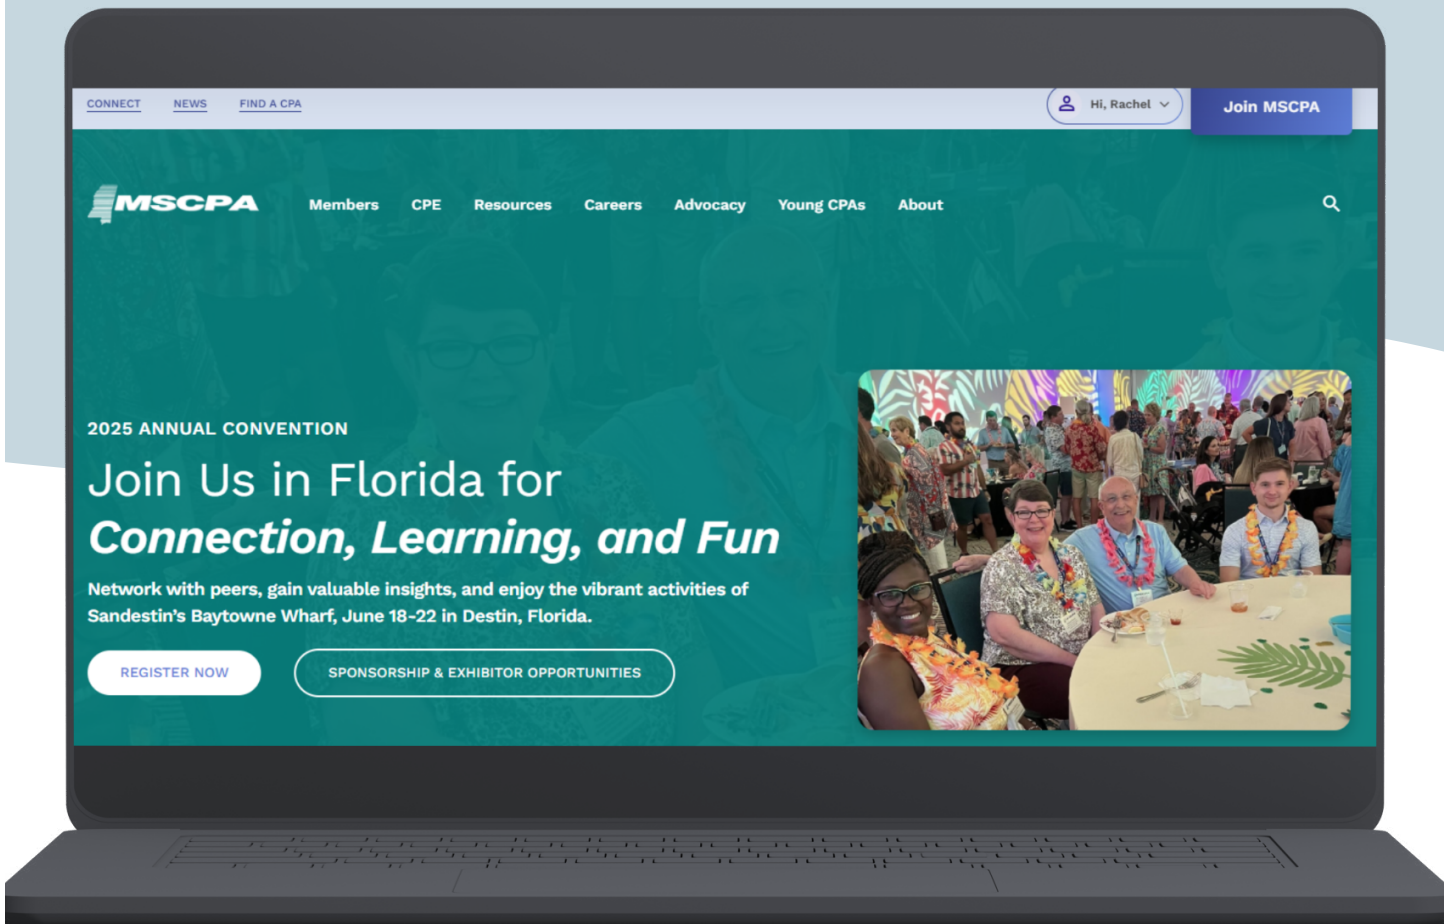 CONNECT NEWS FIND A CPA Hi, Rachel Join MSCPA
MSCPA Members CPE Resources Careers Advocacy Young CPAs About
2025 ANNUAL CONVENTION
Join Us in Florida for
Connection, Learning, and Fun
Network with peers, gain valuable insights, and enjoy the vibrant activities of
Sandestin’s Baytowne Wharf, June 18-22 in Destin, Florida.
REGISTER NOW SPONSORSHIP & EXHIBITOR OPPORTUNITIES